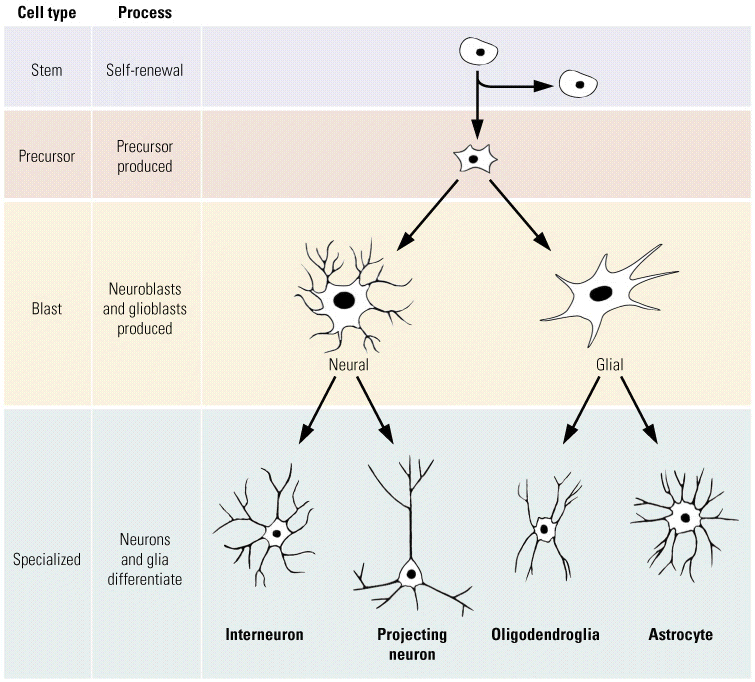 Cell type
Process
Stem
Self-renewal
Precursor
Precursor
produced
Blast
Neuroblasts
and glioblasts
produced
Neural
Glial
Specialized
Neurons
and glia
differentiate
Interneuron
Projecting
neuron
Oligodendroglia
Astrocyte